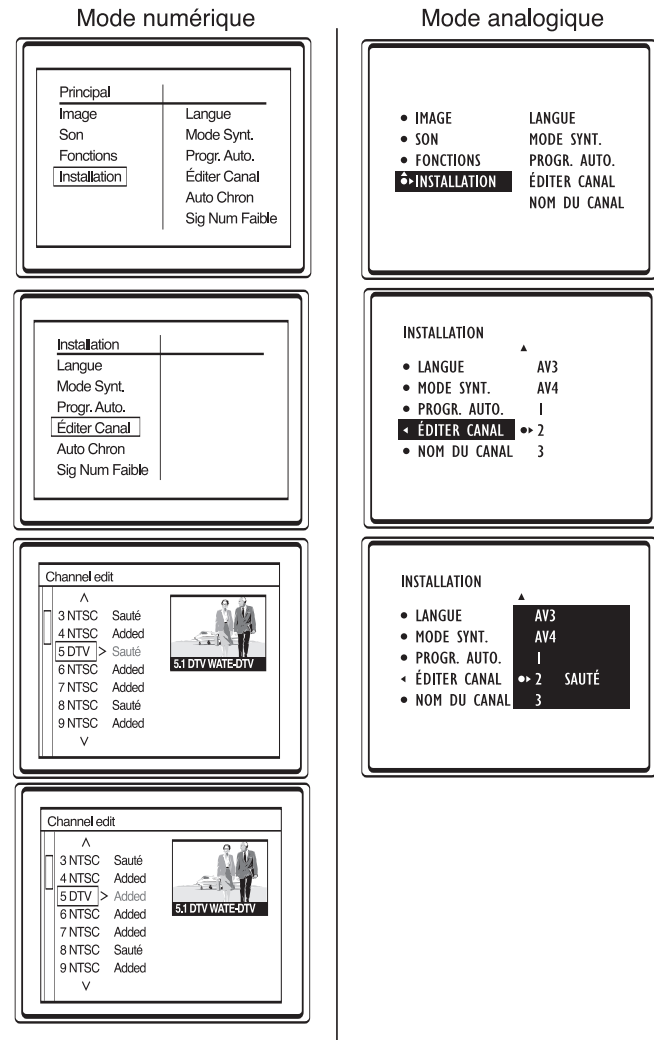 Mode numérique
Principal
Image Langue
Son Mode Synt.
Fonctions Progr. Auto.
Installation Éditer Canal
Auto Chron
Sig Num Faible
Installation
Langue
Mode Synt.
Progr. Auto.
Éditer Canal
Auto Chron
Sig Num Faible
Channel edit
3 NTSC Sauté
4 NTSC Added
5 DTV > Sauté
6 NTSC Added
7 NTSC Added
8 NTSC Sauté
9 NTSC Added
5.1 DTV WATE-DTV
Channel edit
3 NTSC Sauté
4 NTSC Added
5 DTV > Added
6 NTSC Added
7 NTSC Added
8 NTSC Sauté
9 NTSC Added
5.1 DTV WATE-DTV
Mode analogique
• IMAGE LANGUE
• SON MODE SYNT.
• FONCTIONS PROGR. AUTO.
INSTALLATION ÉDITER CANAL
NOM DU CANAL
INSTALLATION
• LANGUE AV3
• MODE SYNT. AV4
• PROGR. AUTO. 1
ÉDITER CANAL 2
• NOM DU CANAL 3
INSTALLATION
• LANGUE AV3
• MODE SYNT. AV4
• PROGR. AUTO. 1
ÉDITER CANAL 2 SAUTÉ
• NOM DU CANAL 3